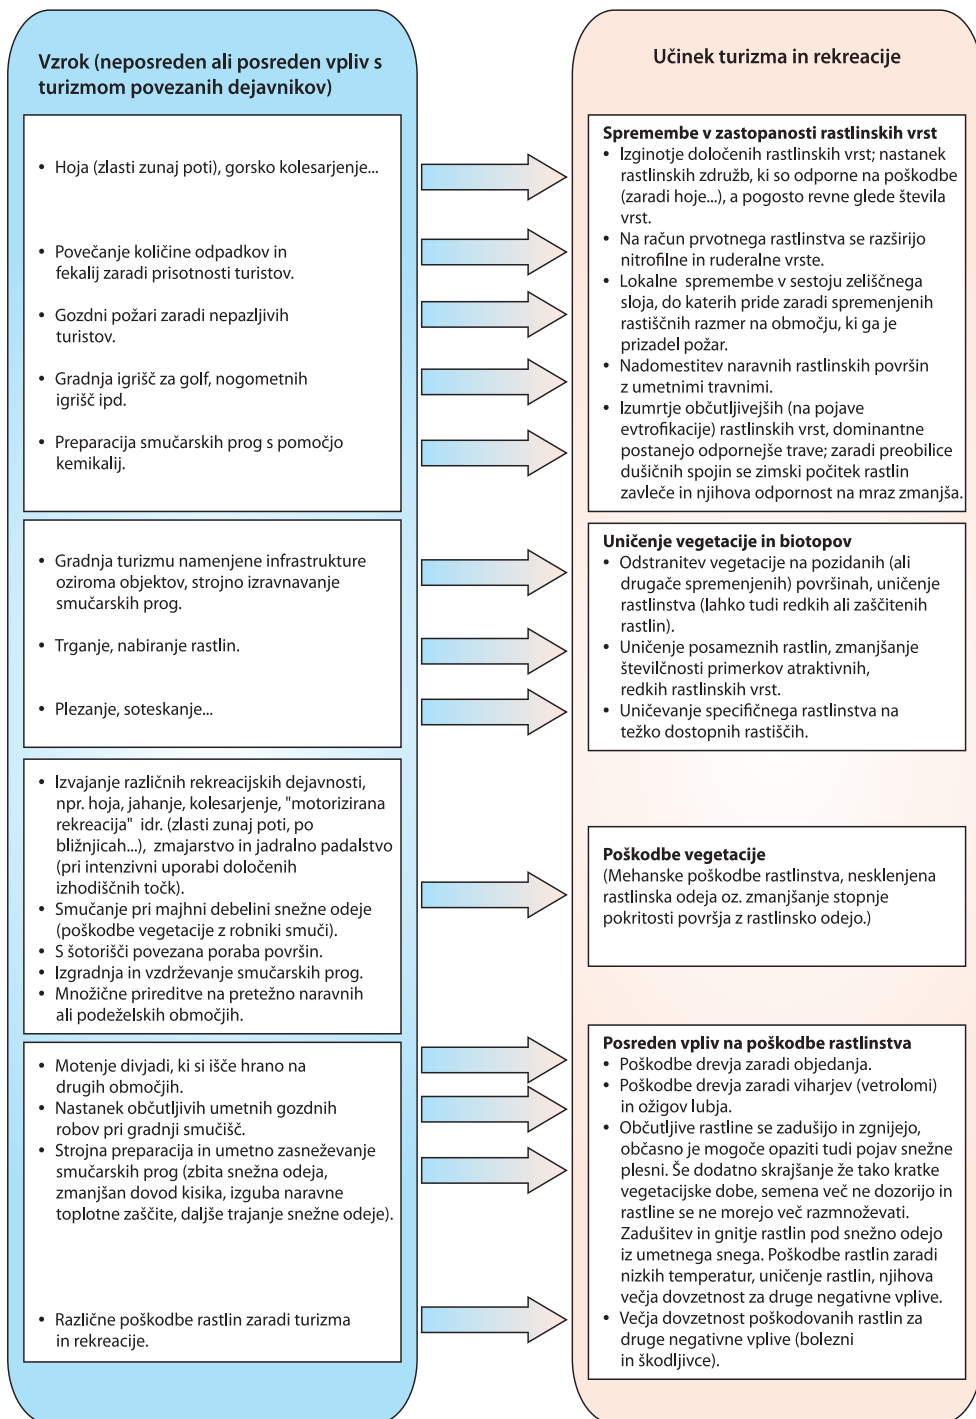 Vzrok (neposreden ali posreden vpliv s
turizmom povezanih dejavnikov)
• Hoja (zlasti zunaj poti), gorsko kolesarjenje...
• Povečanje količine odpadkov in
fekalij zaradi prisotnosti turistov.
• Gozdni požari zaradi nepazljivih
turistov.
• Gradnja igrišč za golf, nogometnih
igrišč ipd.
• Preparacija smučarskih prog s pomočjo
kemikalij.
• Gradnja turizmu namenjene infrastrukture
oziroma objektov, strojno izravnavanje
smučarskih prog.
• Trganje, nabiranje rastlin.
• Plezanje, soteskanje...
• Izvajanje različnih rekreacijskih dejavnosti,
npr. hoja, jahanje, kolesarjenje, "motorizirana
rekreacija" idr. (zlasti zunaj poti, po
bližnjicah...), zmajarstvo in jadralno padalstvo
(pri intenzivni uporabi določenih
izhodiščnih točk).
• Smučanje pri majhni debelini snežne odeje
(poškodbe vegetacije z robniki smuči).
• S šotorišči povezana poraba površin.
• Izgradnja in vzdrževanje smučarskih prog.
• Množične prireditve na pretežno naravnih
ali podeželskih območjih.
• Motenje divjadi, ki si išče hrano na
drugih območjih.
• Nastanek občutljivih umetnih gozdnih
robov pri gradnji smučišč.
• Strojna preparacija in umetno zasneževanje
smučarskih prog (zbita snežna odeja,
zmanjšan dovod kisika, izguba naravne
toplotne zaščite, daljše trajanje snežne odeje).
• Različne poškodbe rastlin zaradi turizma
in rekreacije.
Učinek turizma in rekreacije
Spremembe v zastopanosti rastlinskih vrst
• Izginotje določenih rastlinskih vrst; nastanek
rastlinskih združb, ki so odporne na poškodbe
(zaradi hoje...), a pogosto revne glede števila
vrst.
• Na račun prvotnega rastlinstva se razširijo
nitrofilne in ruderalne vrste.
• Lokalne spremembe v sestoju zeliščnega
sloja, do katerih pride zaradi spremenjenih
rastiščnih razmer na območju, ki ga je
prizadel požar.
• Nadomestitev naravnih rastlinskih površin
z umetnimi travnimi.
• Izumrtje občutljivejših (na pojave
evtrofikacije) rastlinskih vrst, dominantne
postanejo odpornejše trave; zaradi preobilice
dušičnih spojin se zimski počitek rastlin
zavleče in njihova odpornost na mraz zmanjša.
Uničenje vegetacije in biotopov
• Odstranitev vegetacije na pozidanih (ali
drugače spremenjenih) površinah, uničenje
rastlinstva (lahko tudi redkih ali zaščitenih
rastlin).
• Uničenje posameznih rastlin, zmanjšanje
številčnosti primerkov atraktivnih,
redkih rastlinskih vrst.
• Uničevanje specifičnega rastlinstva na
težko dostopnih rastiščih.
Poškodbe vegetacije
(Mehanske poškodbe rastlinstva, nesklenjena
rastlinska odeja oz. zmanjšanje stopnje
pokritosti površja z rastlinsko odejo.)
Posreden vpliv na poškodbe rastlinstva
• Poškodbe drevja zaradi objedanja.
• Poškodbe drevja zaradi viharjev (vetrolomi)
in ožigov lubja.
• Občutljive rastline se zadušijo in zgnijejo,
občasno je mogoče opaziti tudi pojav snežne
plesni. Še dodatno skrajšanje že tako kratke
vegetacijske dobe, semena več ne dozorijo in
rastline se ne morejo več razmnoževati.
Zadušitev in gnitje rastlin pod snežno odejo
iz umetnega snega. Poškodbe rastlin zaradi
nizkih temperatur, uničenje rastlin, njihova
večja dovzetnost za druge negativne vplive.
• Večja dovzetnost poškodovanih rastlin za
druge negativne vplive (bolezni
in škodljivce).